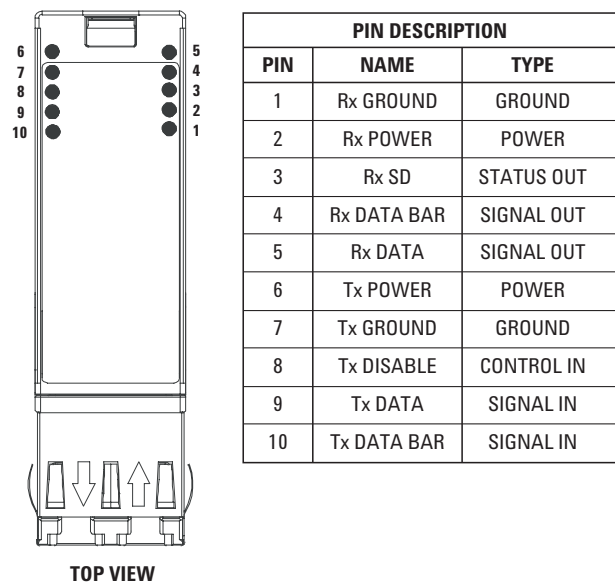 6 5
7 4
8 3
9 2
10 1
TOP VIEW
PIN DESCRIPTION
PIN NAME TYPE
1 Rx GROUND GROUND
2 Rx POWER POWER
3 Rx SD STATUS OUT
4 Rx DATA BAR SIGNAL OUT
5 Rx DATA SIGNAL OUT
6 Tx POWER POWER
7 Tx GROUND GROUND
8 Tx DISABLE CONTROL IN
9 Tx DATA SIGNAL IN
10 Tx DATA BAR SIGNAL IN